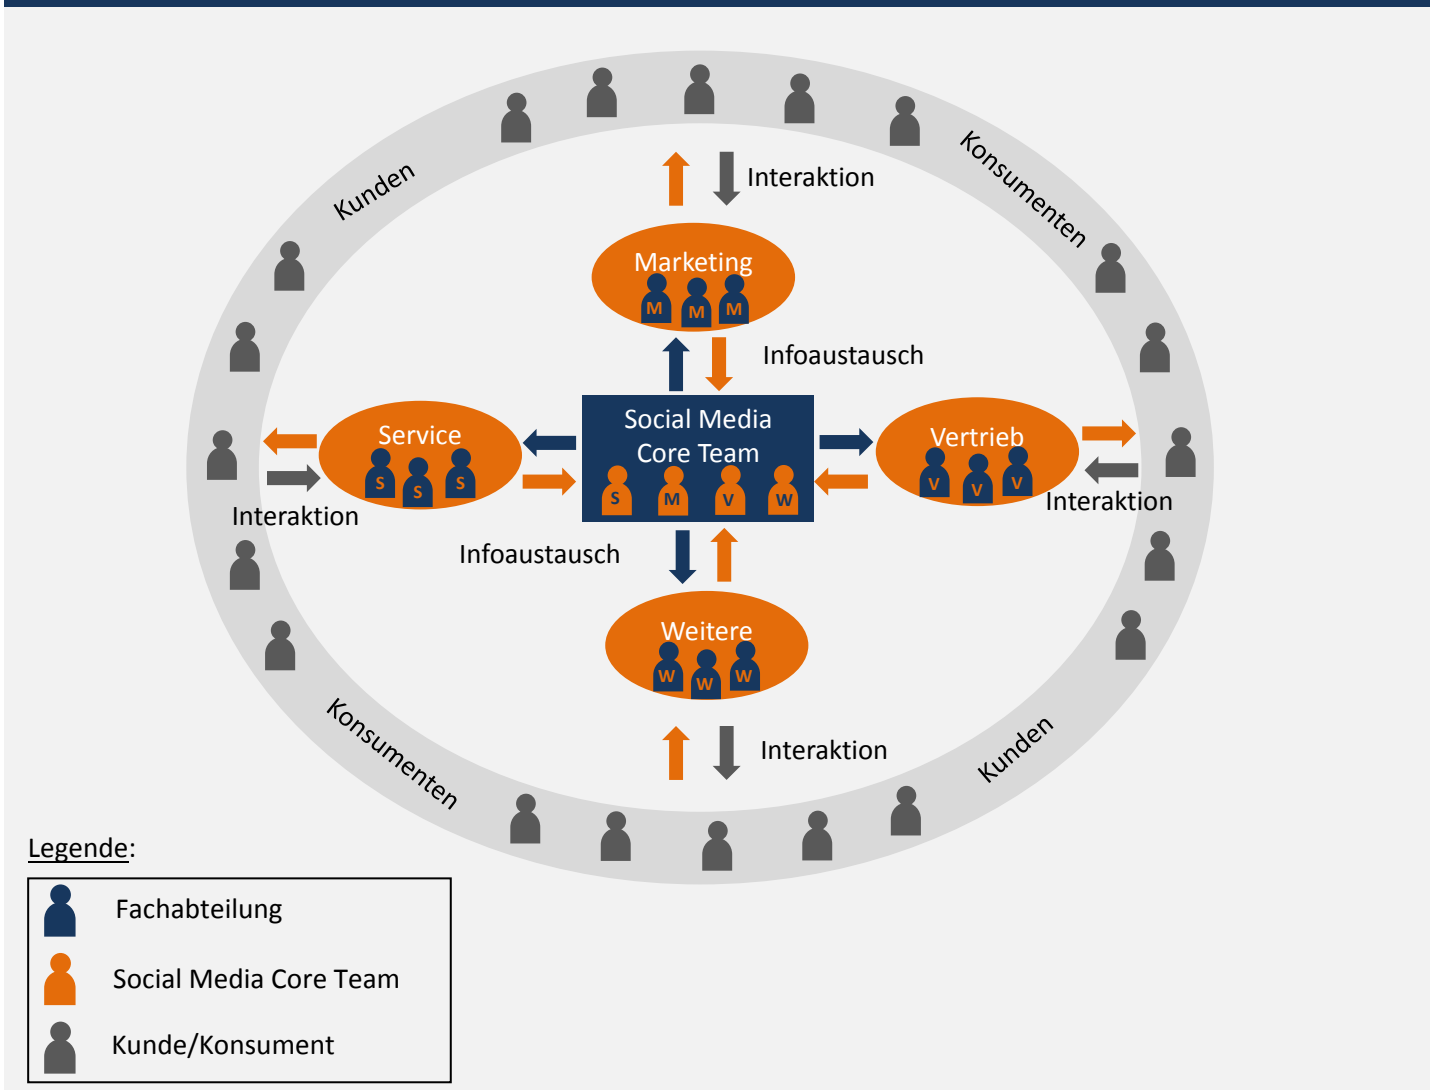 Kunden
Konsumenten
Interaktion
Marketing
M M M
Infoaustausch
Social Media
Core Team
S M V W
Service
S S S
Vertrieb
V V V
Interaktion
Interaktion
Infoaustausch
Weitere
W W W
Interaktion
Konsumenten
Kunden
Legende:
Fachabteilung
Social Media Core Team
Kunde/Konsument